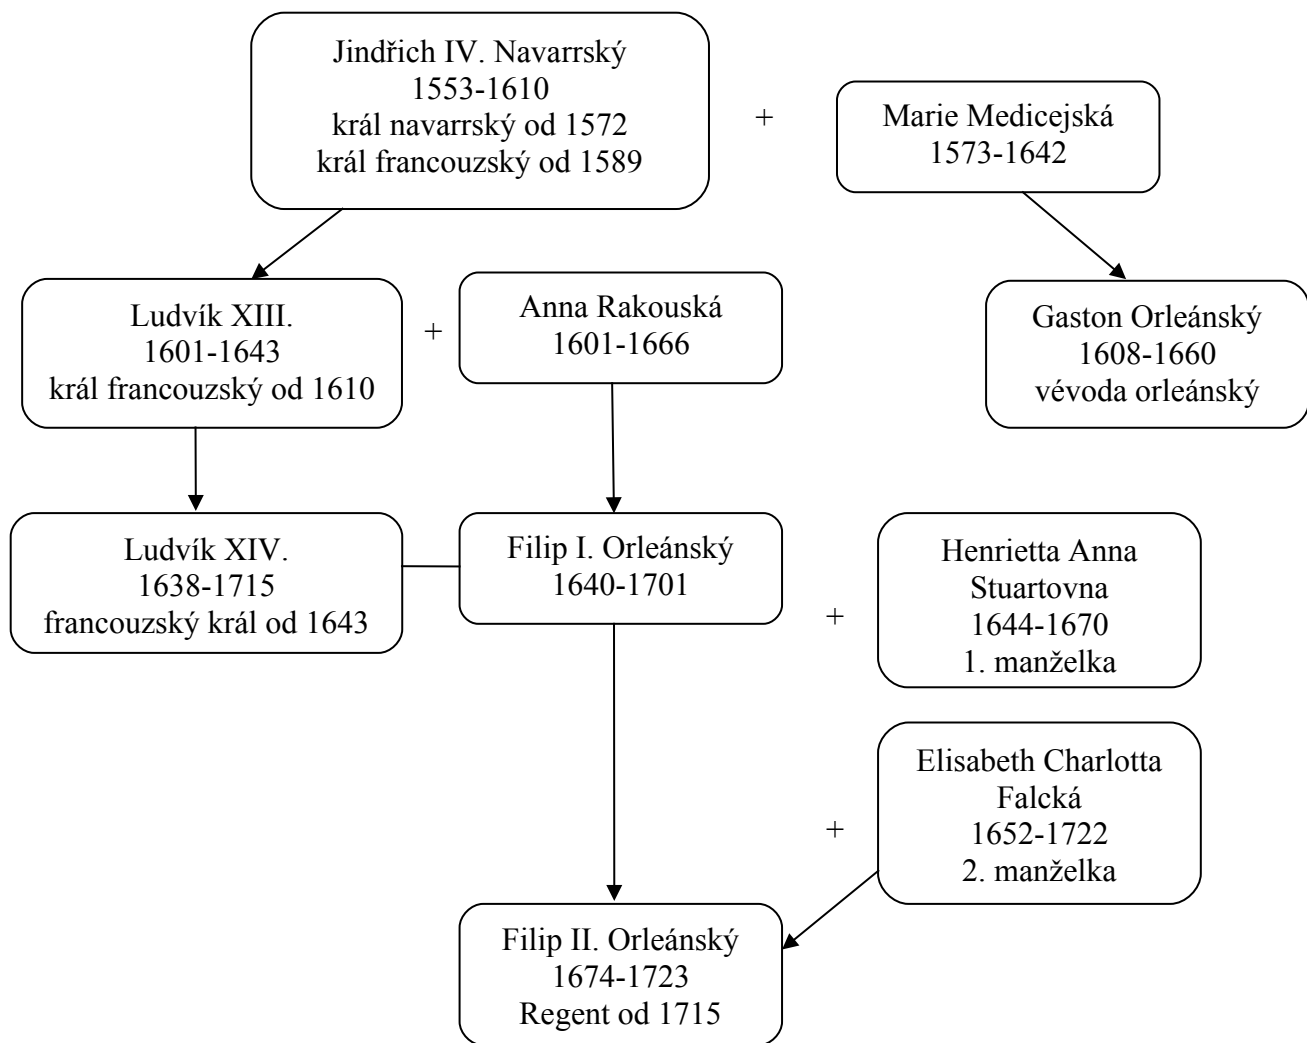 Jindřich IV. Navarrský
1553-1610
král navarrský od 1572
král francouzský od 1589
+
Marie Medicejská
1573-1642
Ludvík XIII.
1601-1643
král francouzský od 1610
+
Anna Rakouská
1601-1666
Gaston Orleánský
1608-1660
vévoda orleánský
Ludvík XIV.
1638-1715
francouzský král od 1643
Filip I. Orleánský
1640-1701
+
Henrietta Anna
Stuartovna
1644-1670
1. manželka
+
Elisabeth Charlotta
Falcká
1652-1722
2. manželka
Filip II. Orleánský
1674-1723
Regent od 1715